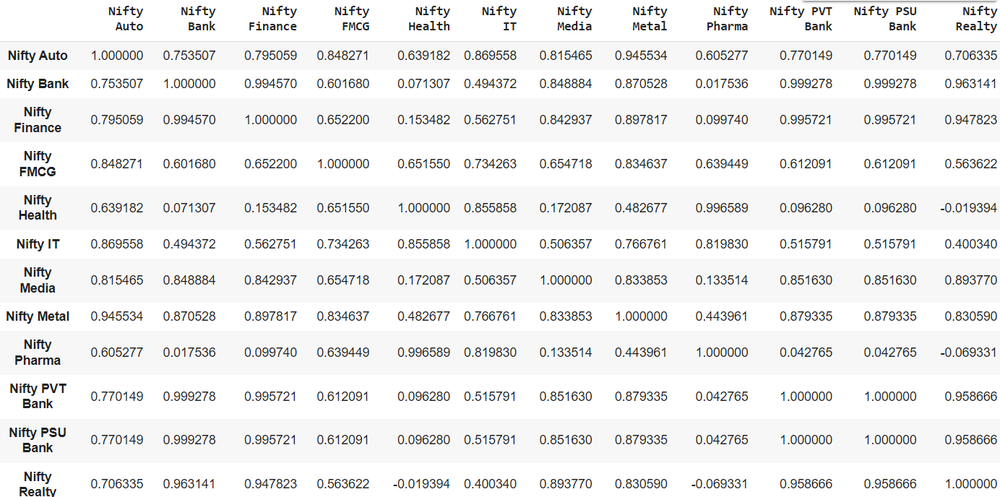 Nifty Nifty Nifty Nifty Nifty Nifty Nifty Nifty Nifty Nifty PVT Nifty PSU Nifty
Auto Bank Finance FMCG Health IT Media Metal Pharma Bank Bank Realty
Nifty Auto 1.000000 0.753507 0.795059 0.848271 0.639182 0.869558 0.815465 0.945534 0.605277 0.770149 0.770149 0.706335
Nifty Bank 0.753507 1.000000 0.994570 0.601680 0.071307 0.494372 0.848884 0.870528 0.017536 0.999278 0.999278 0.963141
Nifty
Finance 0.795059 0.994570 1.000000 0.652200 0.153482 0.562751 0.842937 0.897817 0.099740 0.995721 0.995721 0.947823
Nifty
FMCG 0.848271 0.601680 0.652200 1.000000 0.651550 0.734263 0.654718 0.834637 0.639449 0.612091 0.612091 0.563622
Nifty
Health 0.639182 0.071307 0.153482 0.651550 1.000000 0.855858 0.172087 0.482677 0.996589 0.096280 0.096280 -0.019394
Nifty IT 0.869558 0.494372 0.562751 0.734263 0.855858 1.000000 0.506357 0.766761 0.819830 0.515791 0.515791 0.400340
Nifty
Media 0.815465 0.848884 0.842937 0.654718 0.172087 0.506357 1.000000 0.833853 0.133514 0.851630 0.851630 0.893770
Nifty Metal 0.945534 0.870528 0.897817 0.834637 0.482677 0.766761 0.833853 1.000000 0.443961 0.879335 0.879335 0.830590
Nifty
Pharma 0.605277 0.017536 0.099740 0.639449 0.996589 0.819830 0.133514 0.443961 1.000000 0.042765 0.042765 -0.069331
Nifty PVT
Bank 0.770149 0.999278 0.995721 0.612091 0.096280 0.515791 0.851630 0.879335 0.042765 1.000000 1.000000 0.958666
Nifty PSU
Bank 0.770149 0.999278 0.995721 0.612091 0.096280 0.515791 0.851630 0.879335 0.042765 1.000000 1.000000 0.958666
Nifty
Realty 0.706335 0.963141 0.947823 0.563622 -0.019394 0.400340 0.893770 0.830590 -0.069331 0.958666 0.958666 1.000000